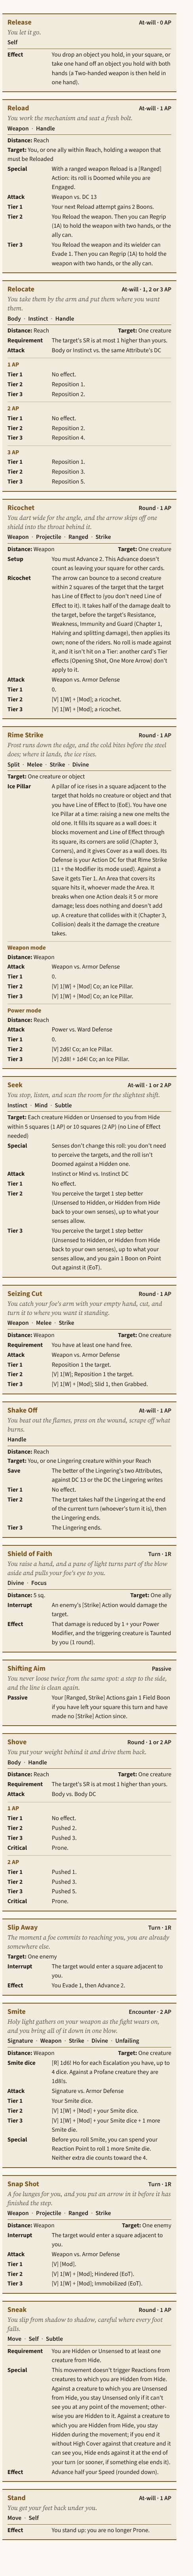 Release At-will · 0 AP
You let it go.
Self
Effect You drop an object you hold, in your square, or
take one hand off an object you hold with both
hands (a Two-handed weapon is then held in
one hand).
Reload At-will · 1 AP
You work the mechanism and seat a fresh bolt.
Weapon · Handle
Distance: Reach
Target: You, or one ally within Reach, holding a weapon that
must be Reloaded
Special With a ranged weapon Reload is a [Ranged]
Action: its roll is Doomed while you are
Engaged.
Attack Weapon vs. DC 13
Tier 1 Your next Reload attempt gains 2 Boons.
Tier 2 You Reload the weapon. Then you can Regrip
(1A) to hold the weapon with two hands, or the
ally can.
Tier 3 You Reload the weapon and its wielder can
Evade 1. Then you can Regrip (1A) to hold the
weapon with two hands, or the ally can.
Relocate At-will · 1, 2 or 3 AP
You take them by the arm and put them where you want
them.
Body · Instinct · Handle
Distance: Reach Target: One creature
Requirement The target's SR is at most 1 higher than yours.
Attack Body or Instinct vs. the same Attribute's DC
1 AP
Tier 1 No effect.
Tier 2 Reposition 1.
Tier 3 Reposition 2.
2 AP
Tier 1 No effect.
Tier 2 Reposition 2.
Tier 3 Reposition 4.
3 AP
Tier 1 Reposition 1.
Tier 2 Reposition 3.
Tier 3 Reposition 5.
Ricochet Round · 1 AP
You dart wide for the angle, and the arrow skips off one
shield into the throat behind it.
Weapon · Projectile · Ranged · Strike
Distance: Weapon Target: One creature
Setup You must Advance 2. This Advance doesn't
count as leaving your square for other cards.
Ricochet The arrow can bounce to a second creature
within 2 squares of the target that the target
has Line of Effect to (you don't need Line of
Effect to it). It takes half of the damage dealt to
the target, before the target's Resistance,
Weakness, Immunity and Guard (Chapter 1,
Halving and splitting damage), then applies its
own; none of the riders. No roll is made against
it, and it isn't hit on a Tier: another card's Tier
effects (Opening Shot, One More Arrow) don't
apply to it.
Attack Weapon vs. Armor Defense
Tier 1 0.
Tier 2 [V] 1[W] + [Mod]; a ricochet.
Tier 3 [V] 1[W] + [Mod]; a ricochet.
Rime Strike Round · 1 AP
Frost runs down the edge, and the cold bites before the steel
does; where it lands, the ice rises.
Split · Melee · Strike · Divine
Target: One creature or object
Ice Pillar A pillar of ice rises in a square adjacent to the
target that holds no creature or object and that
you have Line of Effect to (EoE). You have one
Ice Pillar at a time: raising a new one melts the
old one. It fills its square as a wall does: it
blocks movement and Line of Effect through
its square, its corners are solid (Chapter 3,
Corners), and it gives Cover as a wall does. Its
Defense is your Action DC for that Rime Strike
(11 + the Modifier its mode used). Against a
Save it gets Tier 1. An Area that covers its
square hits it, whoever made the Area. It
breaks when one Action deals it 5 or more
damage; less does nothing and doesn't add
up. A creature that collides with it (Chapter 3,
Collision) deals it the damage the creature
takes.
Weapon mode
Distance: Weapon
Attack Weapon vs. Armor Defense
Tier 1 0.
Tier 2 [V] 1[W] + [Mod] Co; an Ice Pillar.
Tier 3 [V] 1[W] + [Mod] Co; an Ice Pillar.
Power mode
Distance: Reach
Attack Power vs. Ward Defense
Tier 1 0.
Tier 2 [V] 2d6! Co; an Ice Pillar.
Tier 3 [V] 2d6! + 1d4! Co; an Ice Pillar.
Seek At-will · 1 or 2 AP
You stop, listen, and scan the room for the slightest shift.
Instinct · Mind · Subtle
Target: Each creature Hidden or Unsensed to you from Hide
within 5 squares (1 AP) or 10 squares (2 AP) (no Line of Effect
needed)
Special Senses don't change this roll: you don't need
to perceive the targets, and the roll isn't
Doomed against a Hidden one.
Attack Instinct or Mind vs. Instinct DC
Tier 1 No effect.
Tier 2 You perceive the target 1 step better
(Unsensed to Hidden, or Hidden from Hide
back to your own senses), up to what your
senses allow.
Tier 3 You perceive the target 1 step better
(Unsensed to Hidden, or Hidden from Hide
back to your own senses), up to what your
senses allow, and you gain 1 Boon on Point
Out against it (EoT).
Seizing Cut Round · 1 AP
You catch your foe's arm with your empty hand, cut, and
turn it to where you want it standing.
Weapon · Melee · Strike
Distance: Weapon Target: One creature
Requirement You have at least one hand free.
Attack Weapon vs. Armor Defense
Tier 1 Reposition 1 the target.
Tier 2 [V] 1[W]; Reposition 1 the target.
Tier 3 [V] 1[W] + [Mod]; Slid 1, then Grabbed.
Shake Off At-will · 1 AP
You beat out the flames, press on the wound, scrape off what
burns.
Handle
Distance: Reach
Target: You, or one Lingering creature within your Reach
Save The better of the Lingering's two Attributes,
against DC 13 or the DC the Lingering writes
Tier 1 No effect.
Tier 2 The target takes half the Lingering at the end
of the current turn (whoever's turn it is), then
the Lingering ends.
Tier 3 The Lingering ends.
Shield of Faith Turn · 1R
You raise a hand, and a pane of light turns part of the blow
aside and pulls your foe's eye to you.
Divine · Focus
Distance: 5 sq. Target: One ally
Interrupt An enemy's [Strike] Action would damage the
target.
Effect That damage is reduced by 1 + your Power
Modifier, and the triggering creature is Taunted
by you (1 round).
Shifting Aim Passive
You never loose twice from the same spot: a step to the side,
and the line is clean again.
Passive Your [Ranged, Strike] Actions gain 1 Field Boon
if you have left your square this turn and have
made no [Strike] Action since.
Shove Round · 1 or 2 AP
You put your weight behind it and drive them back.
Body · Handle
Distance: Reach Target: One creature
Requirement The target's SR is at most 1 higher than yours.
Attack Body vs. Body DC
1 AP
Tier 1 No effect.
Tier 2 Pushed 2.
Tier 3 Pushed 3.
Critical Prone.
2 AP
Tier 1 Pushed 1.
Tier 2 Pushed 3.
Tier 3 Pushed 5.
Critical Prone.
Slip Away Turn · 1R
The moment a foe commits to reaching you, you are already
somewhere else.
Target: One enemy
Interrupt The target would enter a square adjacent to
you.
Effect You Evade 1, then Advance 2.
Smite Encounter · 2 AP
Holy light gathers on your weapon as the fight wears on,
and you bring all of it down in one blow.
Signature · Weapon · Strike · Divine · Unfailing
Distance: Weapon Target: One creature
Smite dice [R] 1d6! Ho for each Escalation you have, up to
4 dice. Against a Profane creature they are
1d8!s.
Attack Signature vs. Armor Defense
Tier 1 Your Smite dice.
Tier 2 [V] 1[W] + [Mod] + your Smite dice.
Tier 3 [V] 1[W] + [Mod] + your Smite dice + 1 more
Smite die.
Special Before you roll Smite, you can spend your
Reaction Point to roll 1 more Smite die.
Neither extra die counts toward the 4.
Snap Shot Turn · 1R
A foe lunges for you, and you put an arrow in it before it has
finished the step.
Weapon · Projectile · Ranged · Strike
Distance: Weapon Target: One enemy
Interrupt The target would enter a square adjacent to
you.
Attack Weapon vs. Armor Defense
Tier 1 [V] [Mod].
Tier 2 [V] 1[W] + [Mod]; Hindered (EoT).
Tier 3 [V] 1[W] + [Mod]; Immobilized (EoT).
Sneak Round · 1 AP
You slip from shadow to shadow, careful where every foot
falls.
Move · Self · Subtle
Requirement You are Hidden or Unsensed to at least one
creature from Hide.
Special This movement doesn't trigger Reactions from
creatures to which you are Hidden from Hide.
Against a creature to which you are Unsensed
from Hide, you stay Unsensed only if it can't
see you at any point of the movement; other-
wise you are Hidden to it. Against a creature to
which you are Hidden from Hide, you stay
Hidden during the movement; if you end it
without High Cover against that creature and it
can see you, Hide ends against it at the end of
your turn (or sooner, if something else ends it).
Effect Advance half your Speed (rounded down).
Stand At-will · 1 AP
You get your feet back under you.
Move · Self
Effect You stand up: you are no longer Prone.